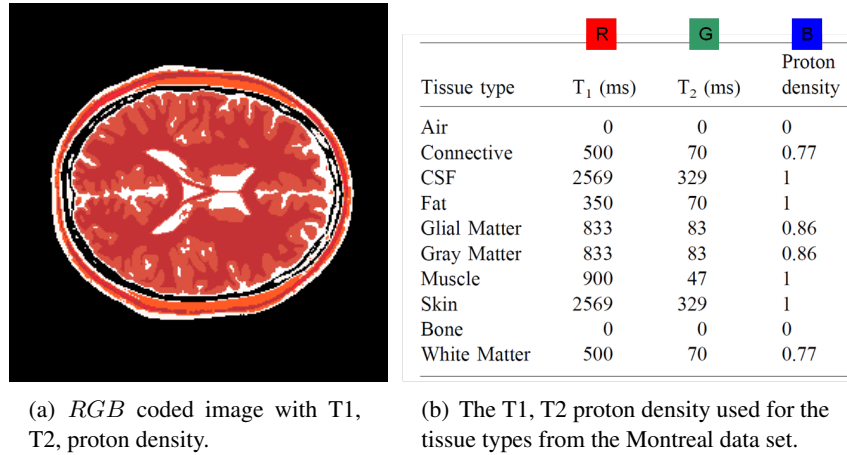 R G B
Tissue type T₁ (ms) T₂ (ms) Proton density
Air 0 0 0
Connective 500 70 0.77
CSF 2569 329 1
Fat 350 70 1
Glial Matter 833 83 0.86
Gray Matter 833 83 0.86
Muscle 900 47 1
Skin 2569 329 1
Bone 0 0 0
White Matter 500 70 0.77
(a) RGB coded image with T1,
T2, proton density.
(b) The T1, T2 proton density used for the
tissue types from the Montreal data set.